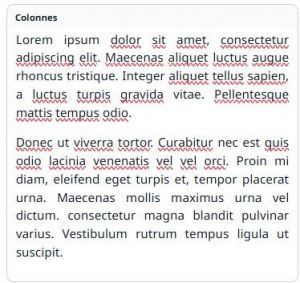 Colonnes
Lorem ipsum dolor sit amet, consectetur
adipiscing elit. Maecenas aliquet luctus augue
rhoncus tristique. Integer aliquet tellus sapien,
a luctus turpis gravida vitae. Pellentesque
mattis tempus odio.
Donec ut viverra tortor. Curabitur nec est quis
odio lacinia venenatis vel vel orci. Proin mi
diam, eleifend eget turpis et, tempor placerat
urna. Maecenas mollis maximus urna vel
dictum. consectetur magna blandit pulvinar
varius. Vestibulum rutrum tempus ligula ut
suscipit.